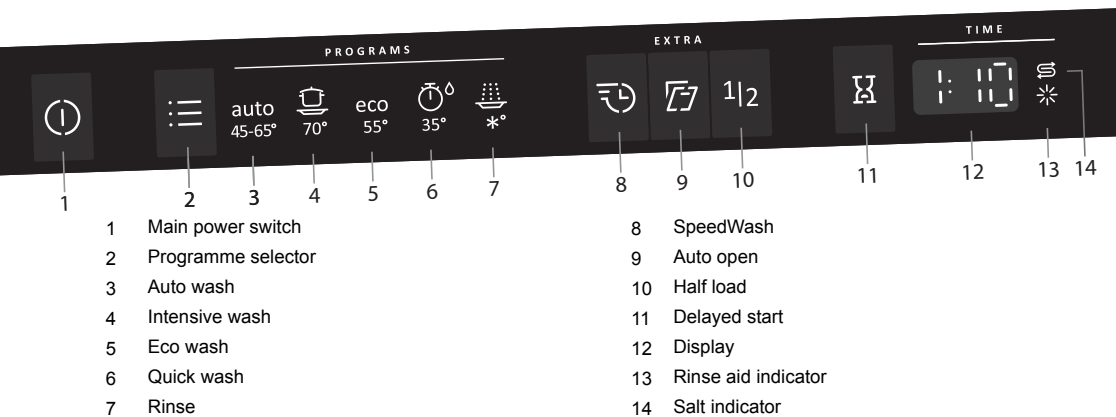 PROGRAMS EXTRA TIME
auto eco 1|2 1:10
45-65° 70° 55° 35° *°
1 2 3 4 5 6 7 8 9 10 11 12 13 14
1 Main power switch
2 Programme selector
3 Auto wash
4 Intensive wash
5 Eco wash
6 Quick wash
7 Rinse
8 SpeedWash
9 Auto open
10 Half load
11 Delayed start
12 Display
13 Rinse aid indicator
14 Salt indicator